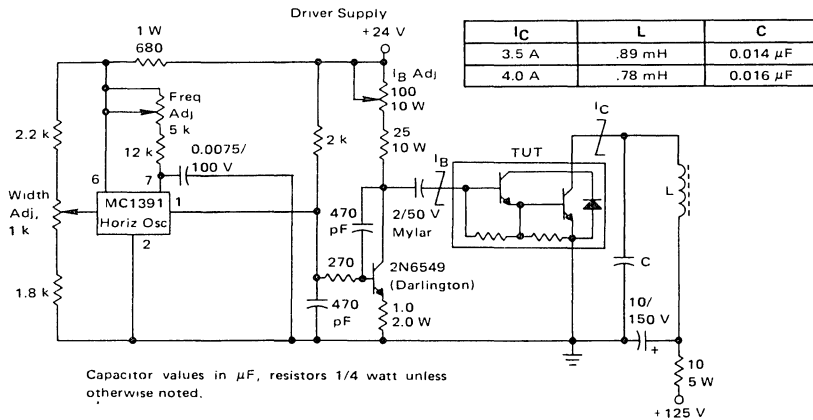 Driver Supply
+24 V
1 W
680
IC L C
3.5 A .89 mH 0.014 µF
4.0 A .78 mH 0.016 µF
Freq
Adj
5 k
IB Adj
100
10 W
2.2 k
12 k
0.0075/
100 V
2 k
25
10 W
IC
TUT
IB
L
6
7
1
MC1391
Horiz Osc
2
Width
Adj,
1 k
470
pF
2/50 V
Mylar
270
2N6549
(Darlington)
C
1.8 k
470
pF
1.0
2.0 W
10/
150 V
+
10
5 W
+125 V
Capacitor values in µF, resistors 1/4 watt unless
otherwise noted.